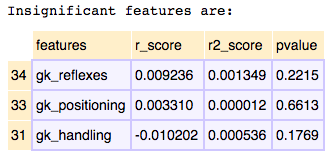 Insignificant features are:
features r_score r2_score pvalue
34 gk_reflexes 0.009236 0.001349 0.2215
33 gk_positioning 0.003310 0.000012 0.6613
31 gk_handling -0.010202 0.000536 0.1769